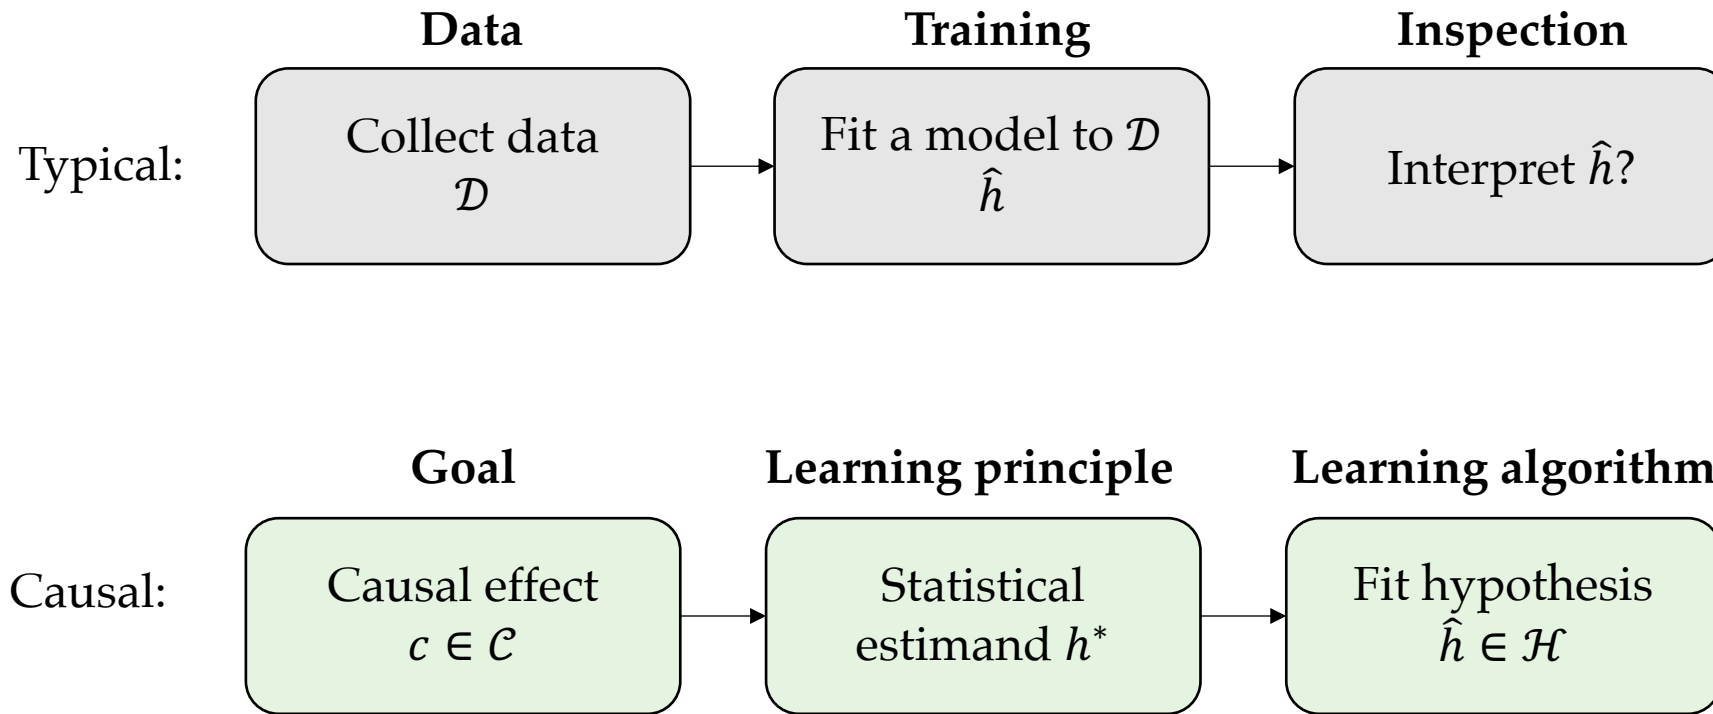 Data
Training
Inspection
Typical:
Collect data
𝒟
Fit a model to 𝒟
ĥ
Interpret ĥ?
Goal
Learning principle
Learning algorithm
Causal:
Causal effect
c ∈ 𝒞
Statistical
estimand h*
Fit hypothesis
ĥ ∈ ℋ